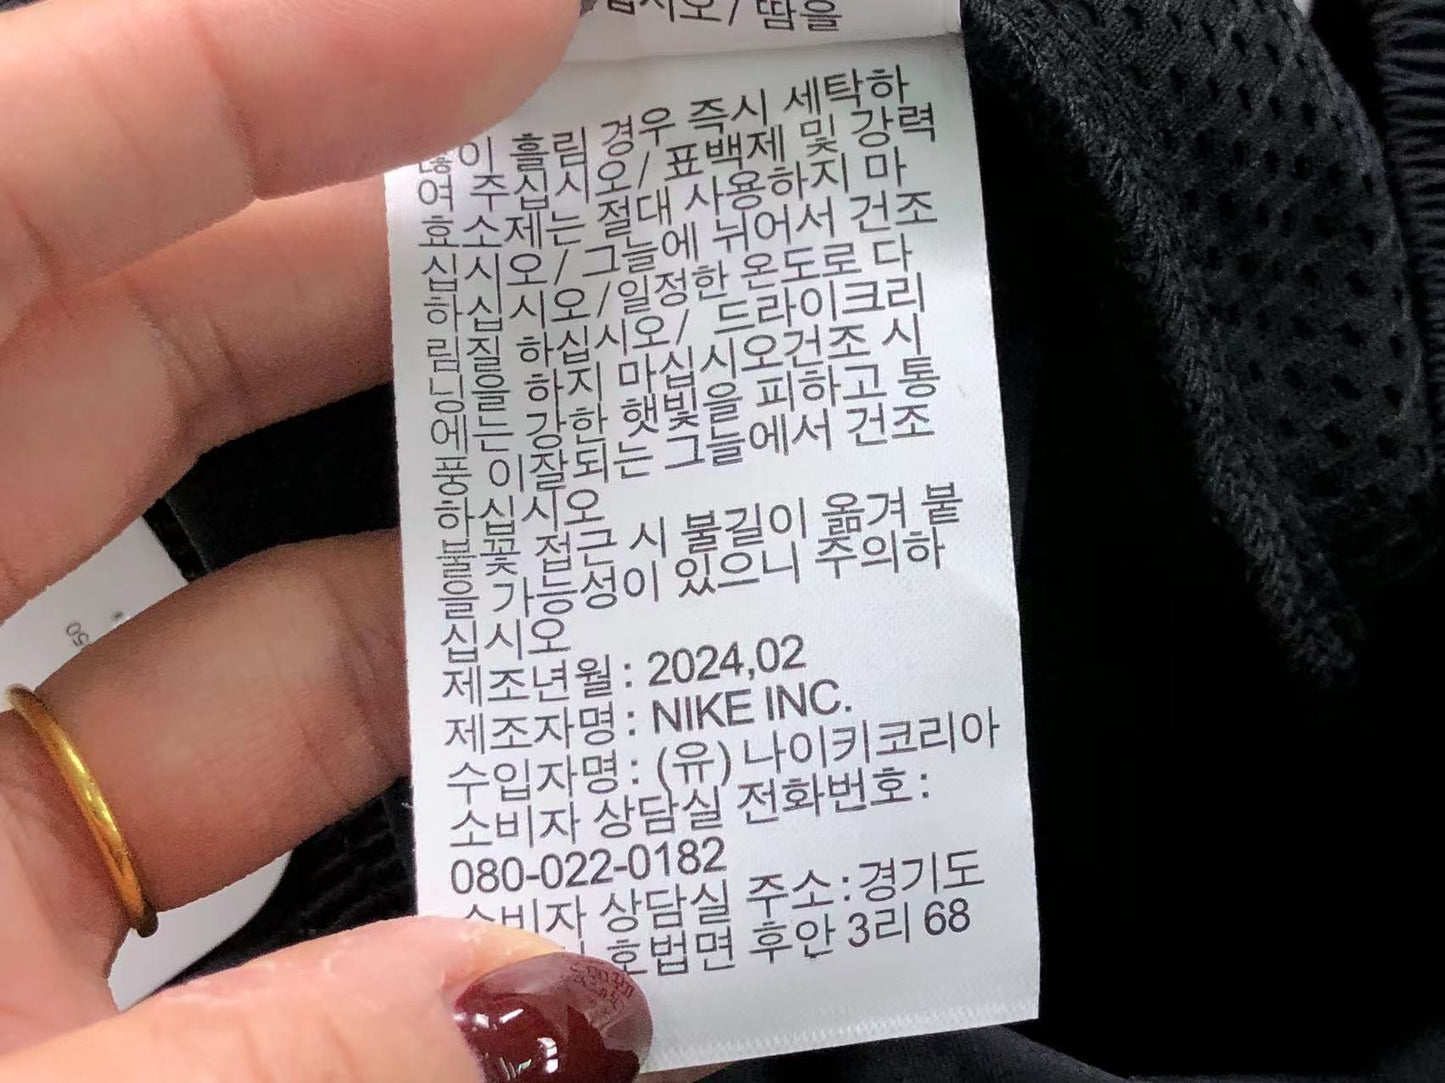 십시오/ 땀을
많이 흘림 경우 즉시 세탁하
여 주십시오/ 표백제 및 강력
효소제는 절대 사용하지 마
십시오/ 그늘에 뉘어서 건조
하십시오/일정한 온도로 다
림질 하십시오/ 드라이크리
닝을 하지 마십시오건조 시
에는 강한 햇빛을 피하고 통
풍 이잘되는 그늘에서 건조
하십시오
불꽃 접근 시 불길이 옮겨 붙
을 가능성이 있으니 주의하
십시오
제조년월 : 2024,02
제조자명 : NIKE INC.
수입자명 : (유) 나이키코리아
소비자 상담실 전화번호 :
080-022-0182
소비자 상담실 주소 : 경기도
호법면 후안 3리 68
50